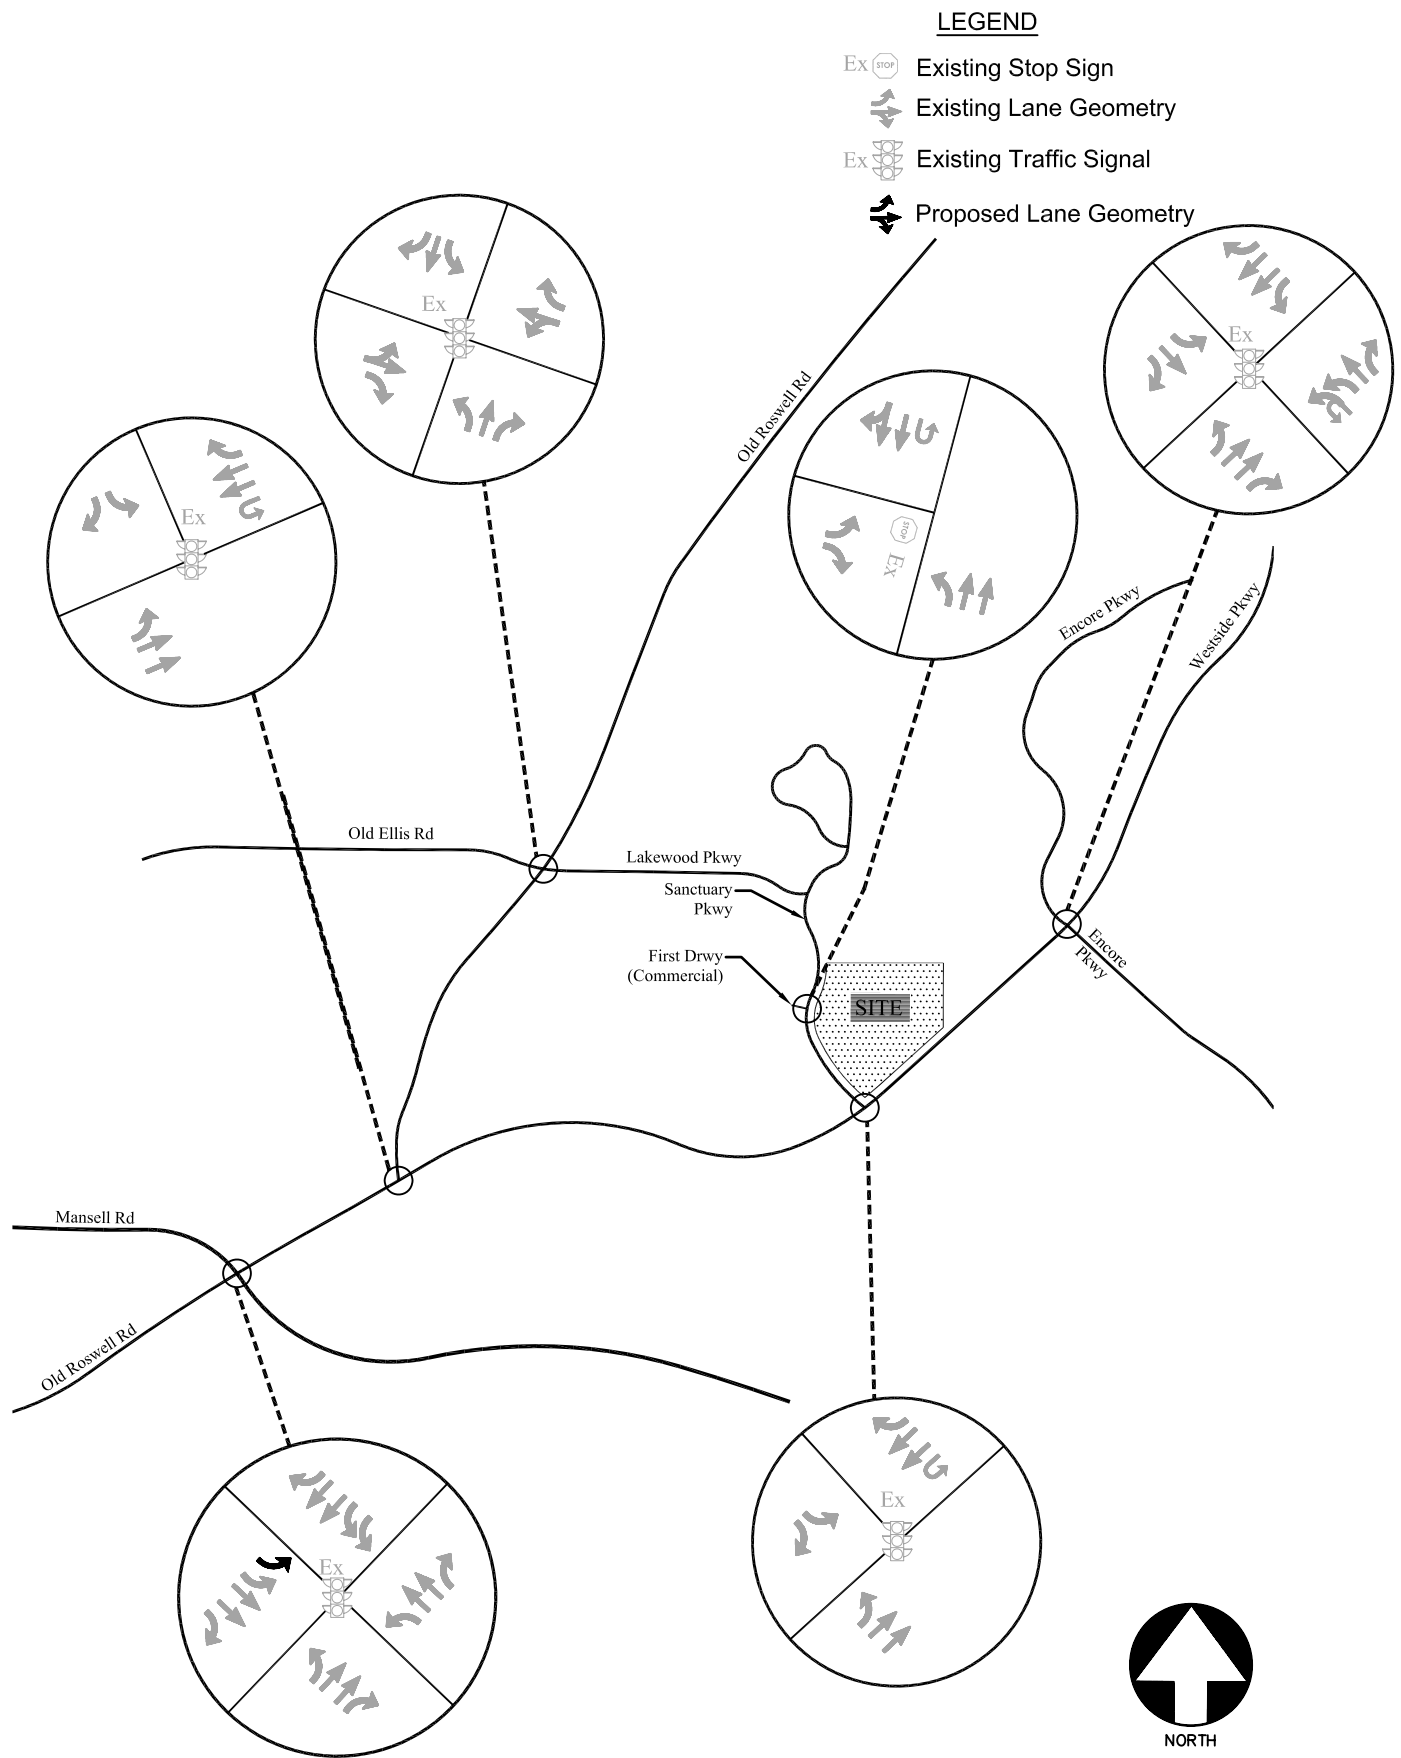 LEGEND
Ex STOP Existing Stop Sign
Existing Lane Geometry
Ex Existing Traffic Signal
Proposed Lane Geometry
Ex
Ex
Ex
Old Roswell Rd
STOP
Ex
Encore Pkwy
Westside Pkwy
Old Ellis Rd
Lakewood Pkwy
Sanctuary
Pkwy
First Drwy
(Commercial)
SITE
Encore
Pkwy
Mansell Rd
Old Roswell Rd
Ex
Ex
NORTH